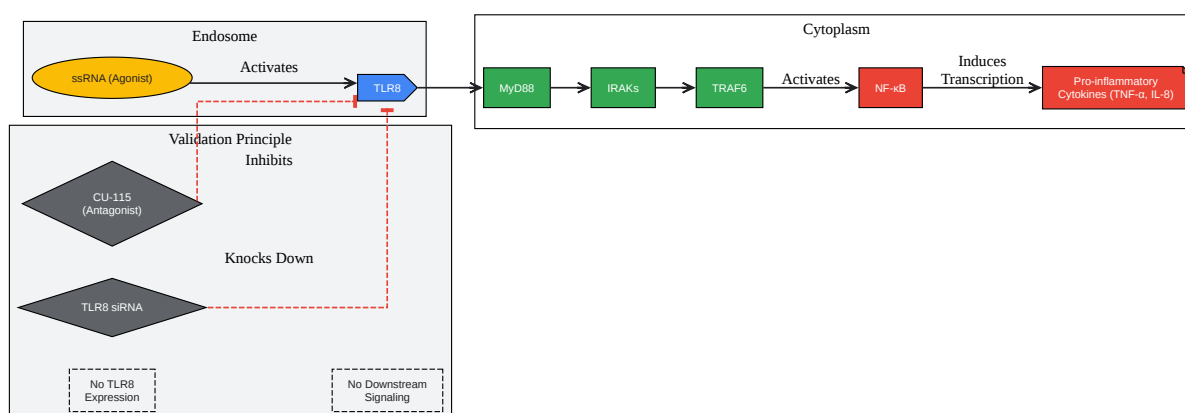 Endosome
Cytoplasm
ssRNA (Agonist)
Activates
TLR8
MyD88
IRAKs
TRAF6
Activates
NF-κB
Induces
Transcription
Pro-inflammatory
Cytokines (TNF-α, IL-8)
Validation Principle
Inhibits
CU-115
(Antagonist)
Knocks Down
TLR8 siRNA
No TLR8
Expression
No Downstream
Signaling